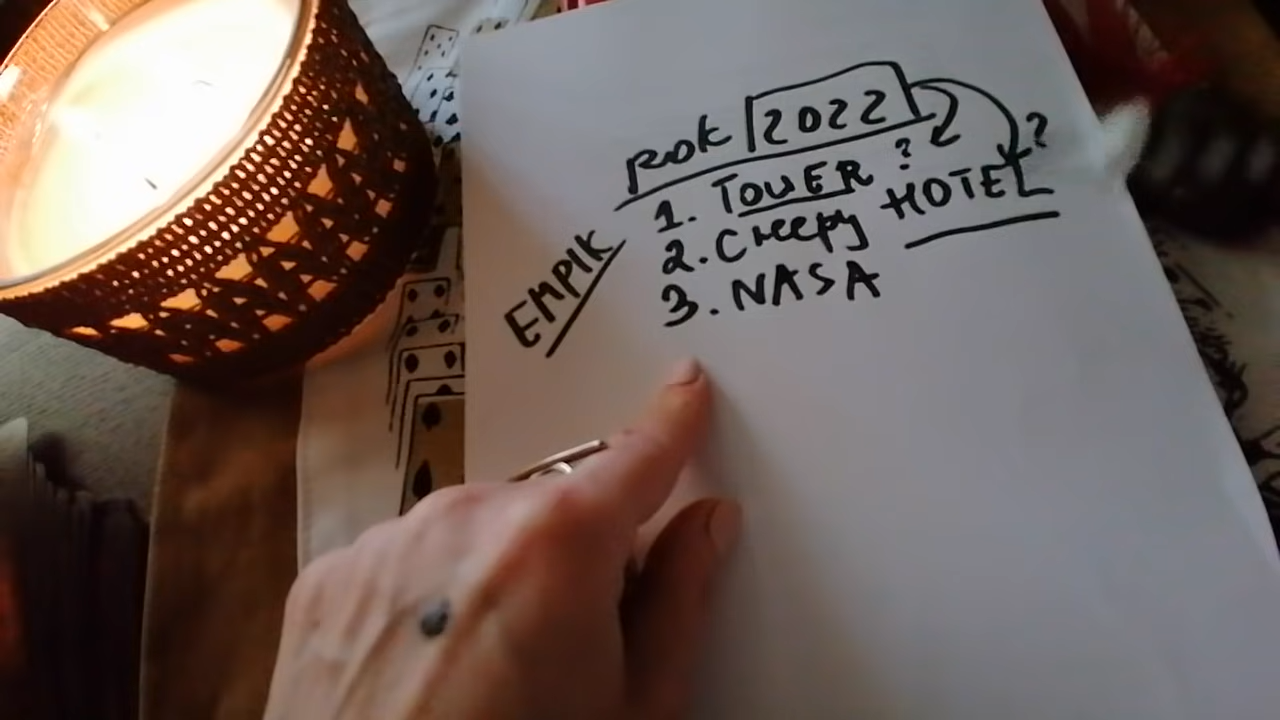 ROK 2022
1. TOWER ?
2. Creepy HOTEL ?
3. NASA
EMPIK